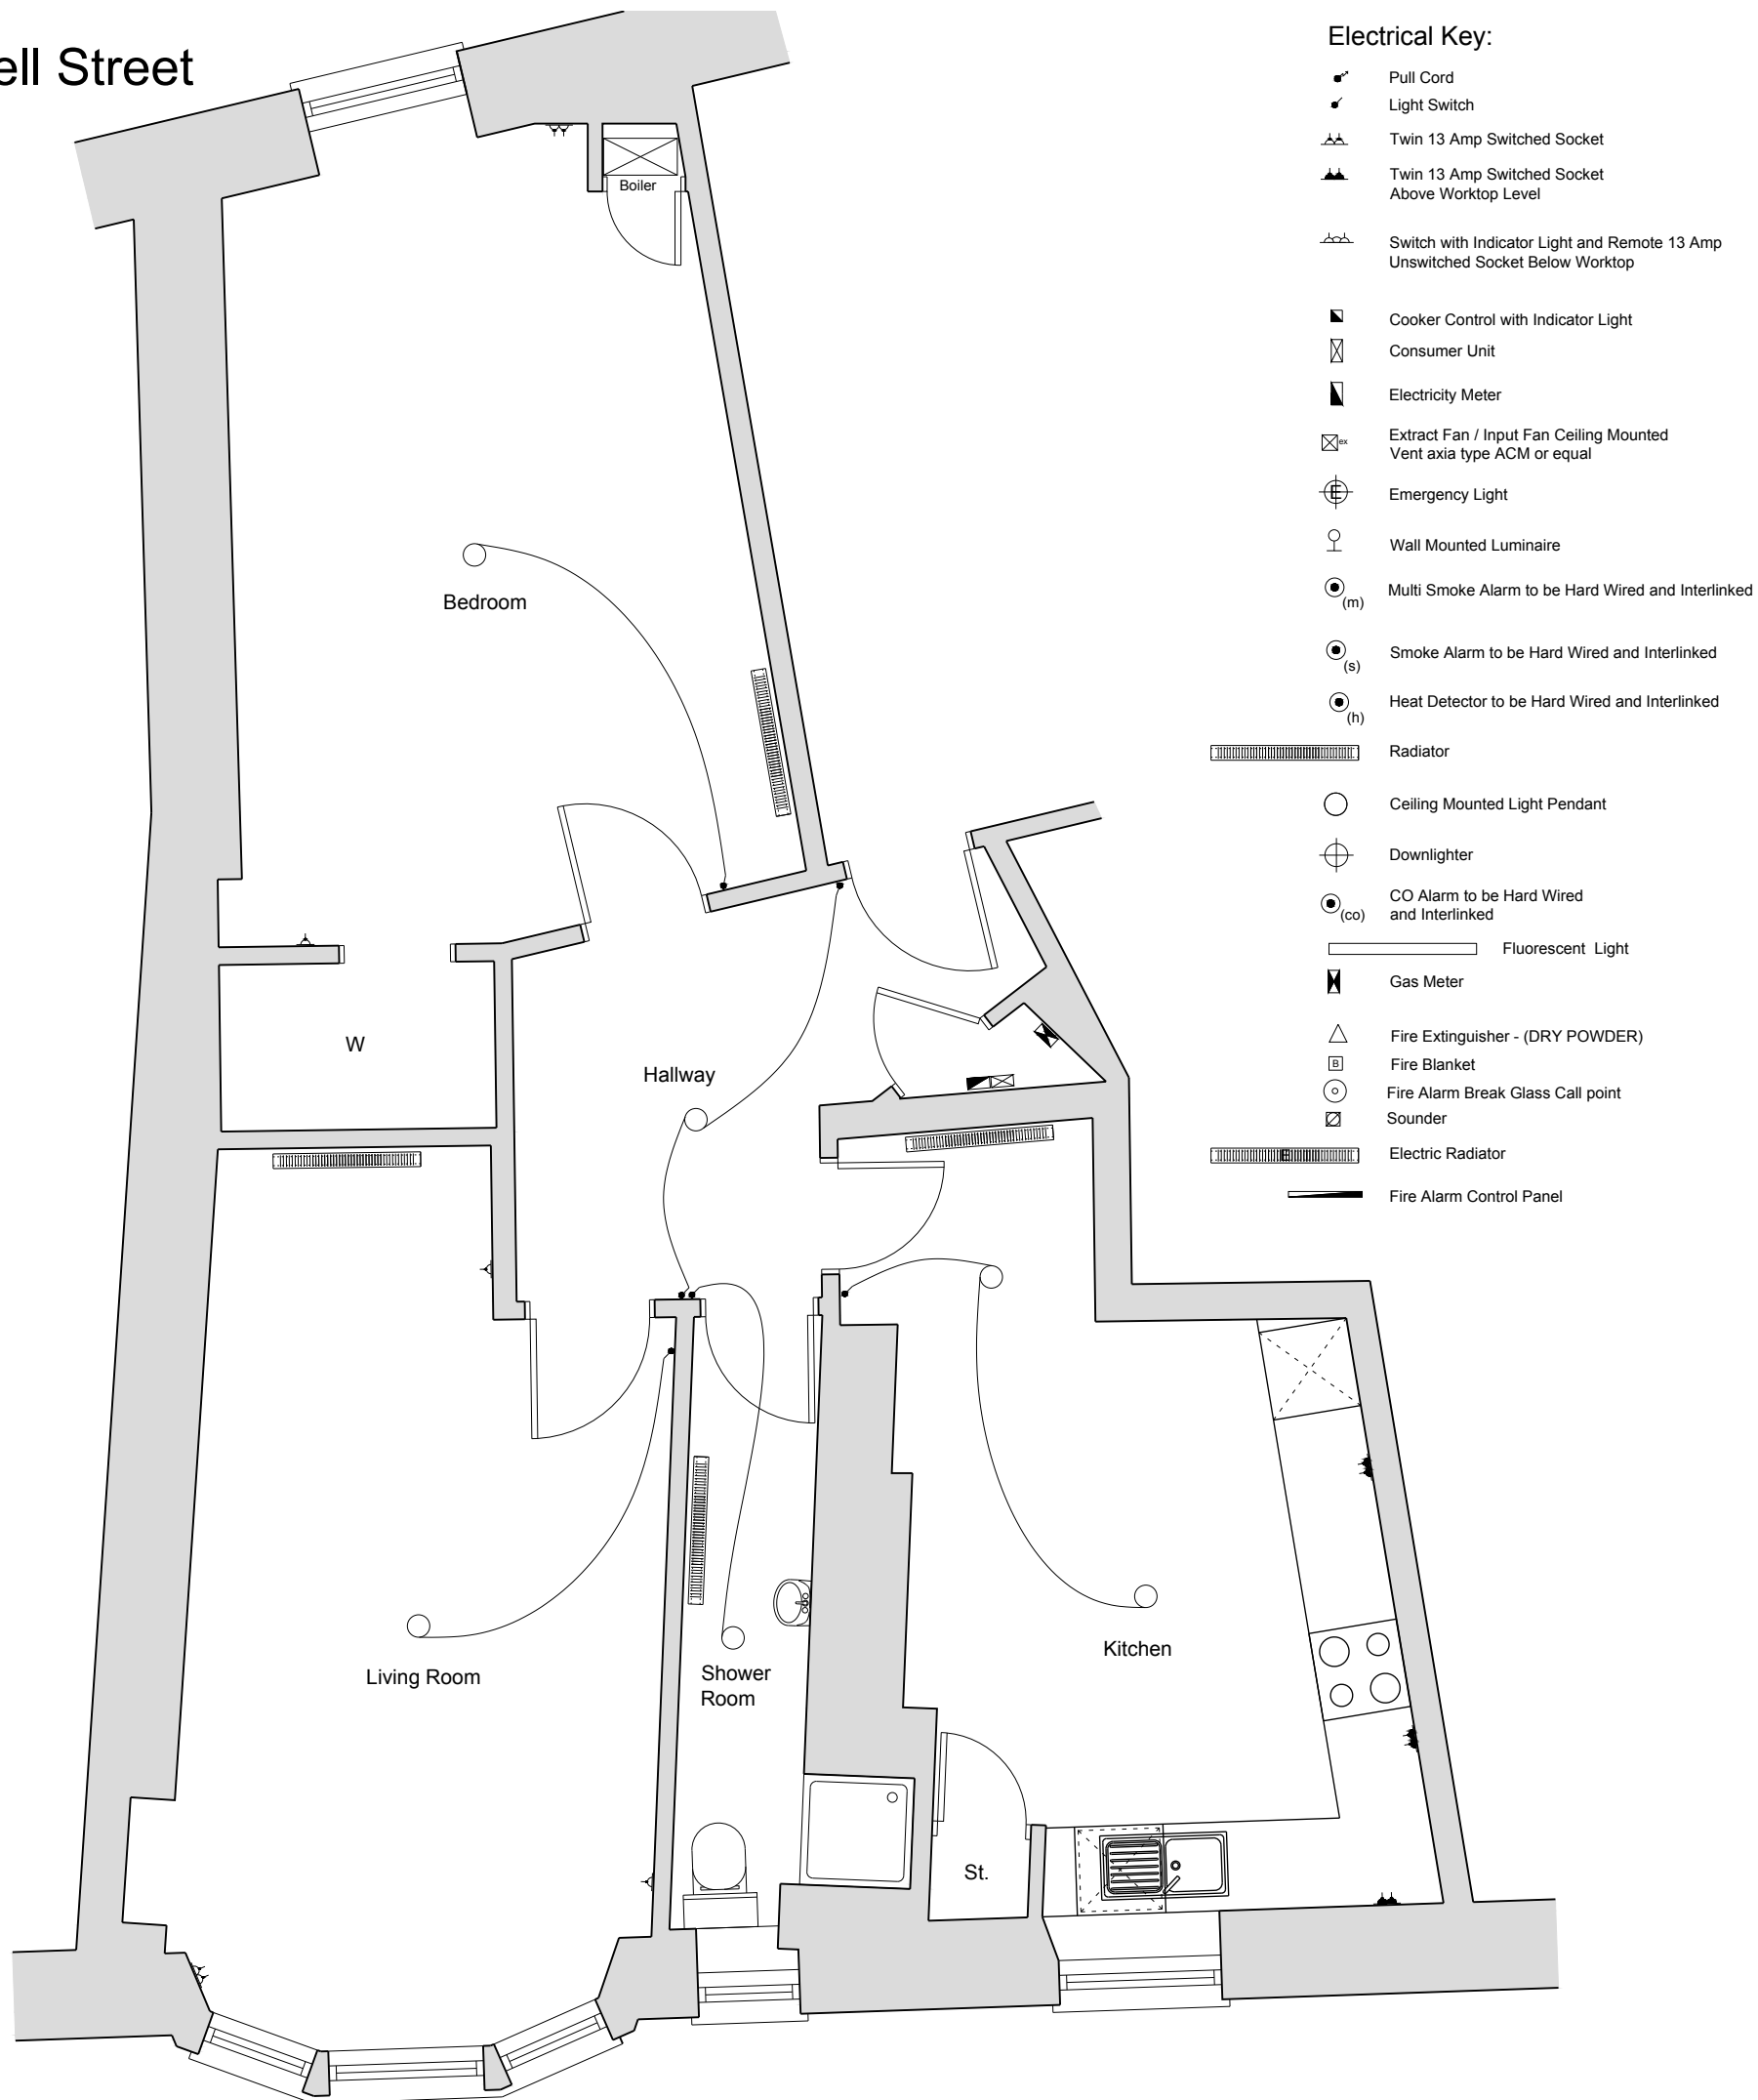 ell Street
Electrical Key:
Pull Cord
Light Switch
Twin 13 Amp Switched Socket
Twin 13 Amp Switched Socket
Above Worktop Level
Switch with Indicator Light and Remote 13 Amp
Unswitched Socket Below Worktop
Cooker Control with Indicator Light
Consumer Unit
Electricity Meter
ex
Extract Fan / Input Fan Ceiling Mounted
Vent axia type ACM or equal
E
Emergency Light
Wall Mounted Luminaire
(m)
Multi Smoke Alarm to be Hard Wired and Interlinked
(s)
Smoke Alarm to be Hard Wired and Interlinked
(h)
Heat Detector to be Hard Wired and Interlinked
Radiator
Ceiling Mounted Light Pendant
Downlighter
(co)
CO Alarm to be Hard Wired
and Interlinked
Fluorescent Light
Gas Meter
Fire Extinguisher - (DRY POWDER)
B
Fire Blanket
Fire Alarm Break Glass Call point
Sounder
E
Electric Radiator
Fire Alarm Control Panel
Boiler
Bedroom
W
Hallway
Living Room
Shower
Room
Kitchen
St.